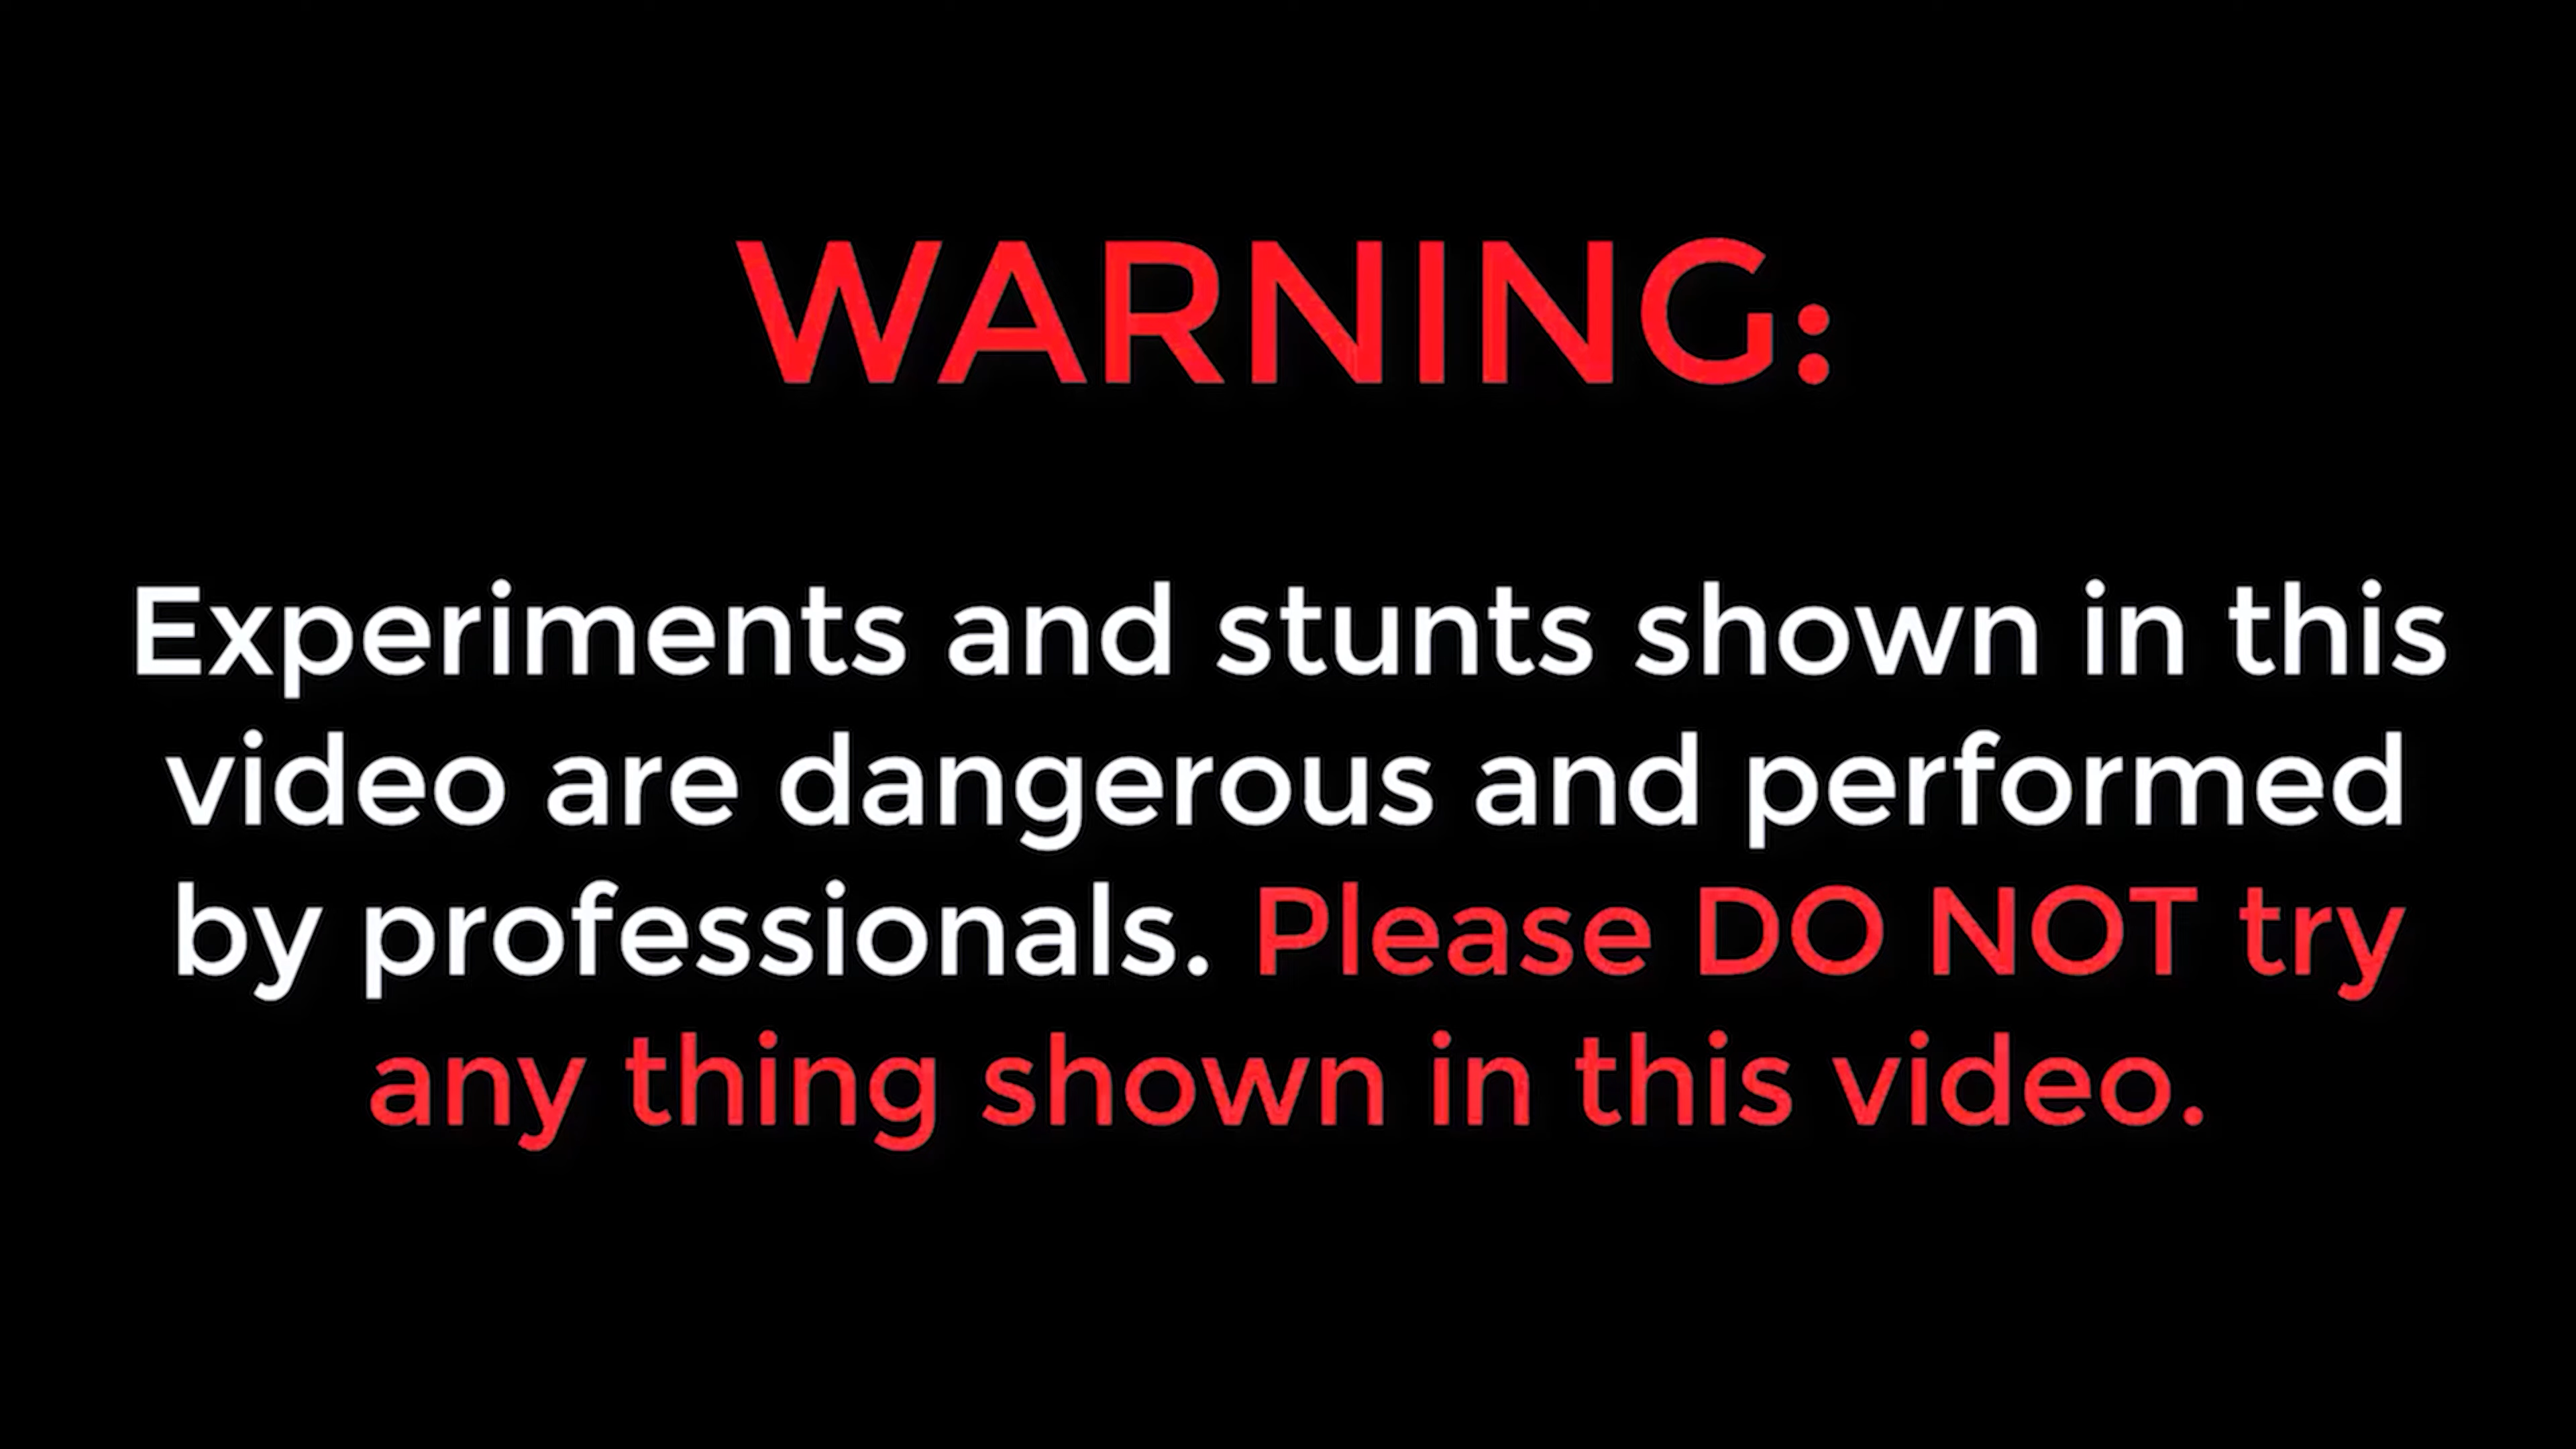 WARNING:
Experiments and stunts shown in this
video are dangerous and performed
by professionals. Please DO NOT try
any thing shown in this video.